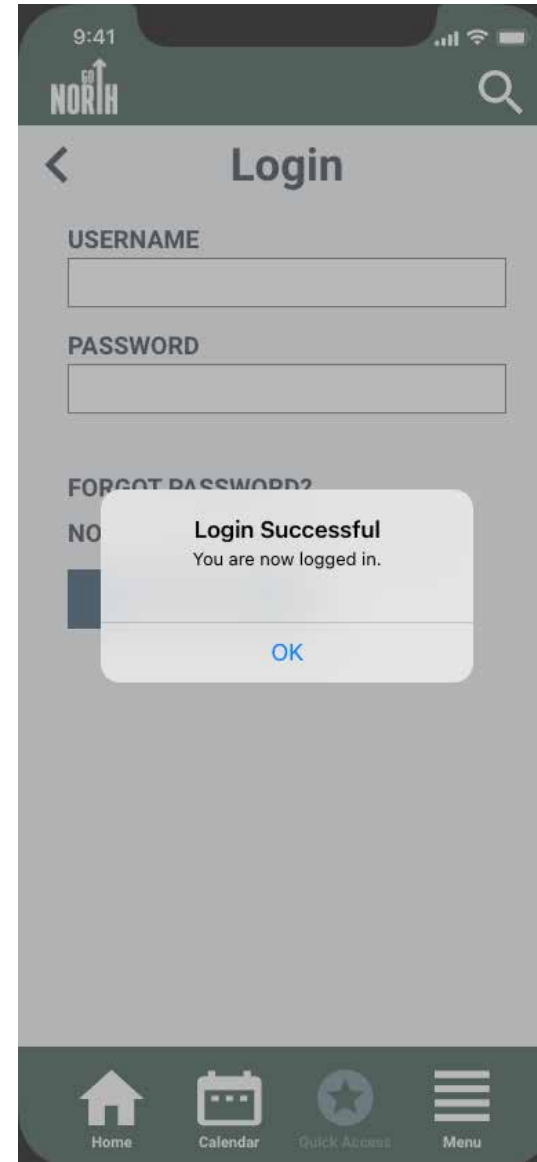 9:41
GO
NORTH
Login
USERNAME
PASSWORD
FORGOT PASSWORD?
NO
Login Successful
You are now logged in.
OK
Home
Calendar
Quick Access
Menu